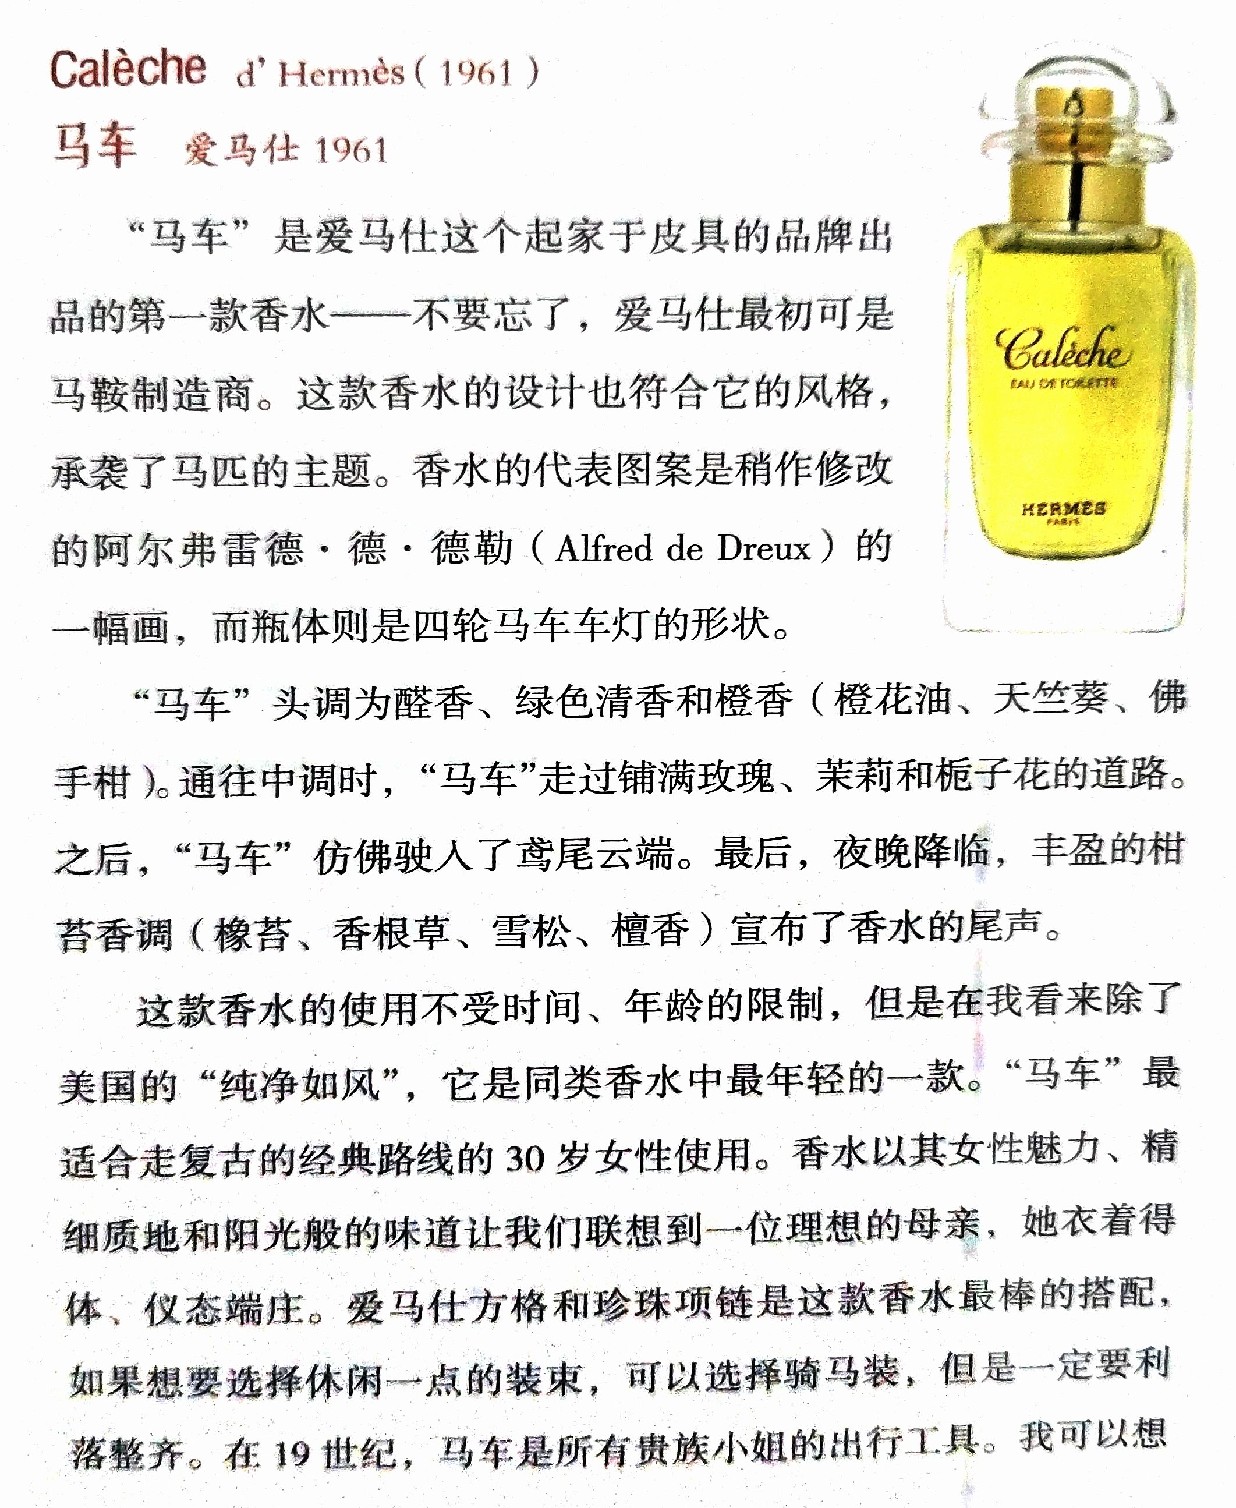 Calèche d' Hermès ( 1961 )
马车 爱马仕 1961
“马车”是爱马仕这个起家于皮具的品牌出
品的第一款香水——不要忘了，爱马仕最初可是
马鞍制造商。这款香水的设计也符合它的风格，
承袭了马匹的主题。香水的代表图案是稍作修改
的阿尔弗雷德·德·德勒（Alfred de Dreux）的
一幅画，而瓶体则是四轮马车车灯的形状。
“马车”头调为醛香、绿色清香和橙香（橙花油、天竺葵、佛
手柑）。通往中调时，“马车”走过铺满玫瑰、茉莉和栀子花的道路。
之后，“马车”仿佛驶入了鸢尾云端。最后，夜晚降临，丰盈的柑
苔香调（橡苔、香根草、雪松、檀香）宣布了香水的尾声。
这款香水的使用不受时间、年龄的限制，但是在我看来除了
美国的“纯净如风”，它是同类香水中最年轻的一款。“马车”最
适合走复古的经典路线的 30 岁女性使用。香水以其女性魅力、精
细质地和阳光般的味道让我们联想到一位理想的母亲，她衣着得
体、仪态端庄。爱马仕方格和珍珠项链是这款香水最棒的搭配，
如果想要选择休闲一点的装束，可以选择骑马装，但是一定要利
落整齐。在 19 世纪，马车是所有贵族小姐的出行工具。我可以想
Calèche
EAU DE TOILETTE
HERMÈS
PARIS